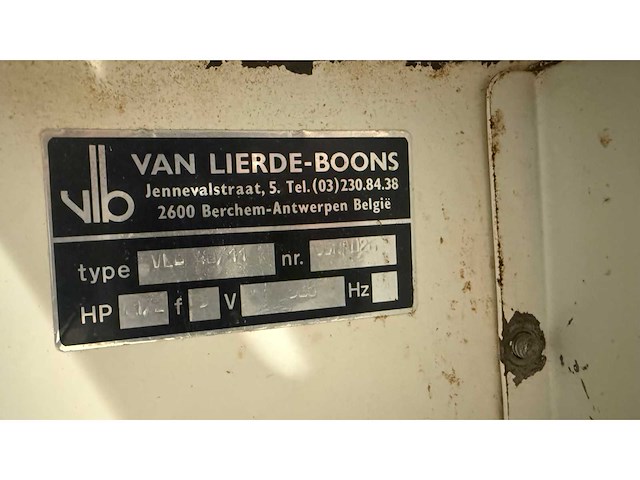 vlb
VAN LIERDE-BOONS
Jennevalstraat, 5. Tel. (03) 230.84.38
2600 Berchem-Antwerpen België
type nr.
HP f V Hz